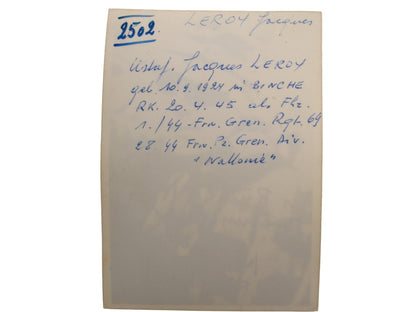 2502
LEROY Jacques
Ustuf. Jacques LEROY
geb. 10.9.1924 in BINCHE
RK. 20.4.45 als Fhr.
1./44-Frw. Gren. Rgt. 69
28 44 Frw. Pz. Gren. Div.
"Wallonie"